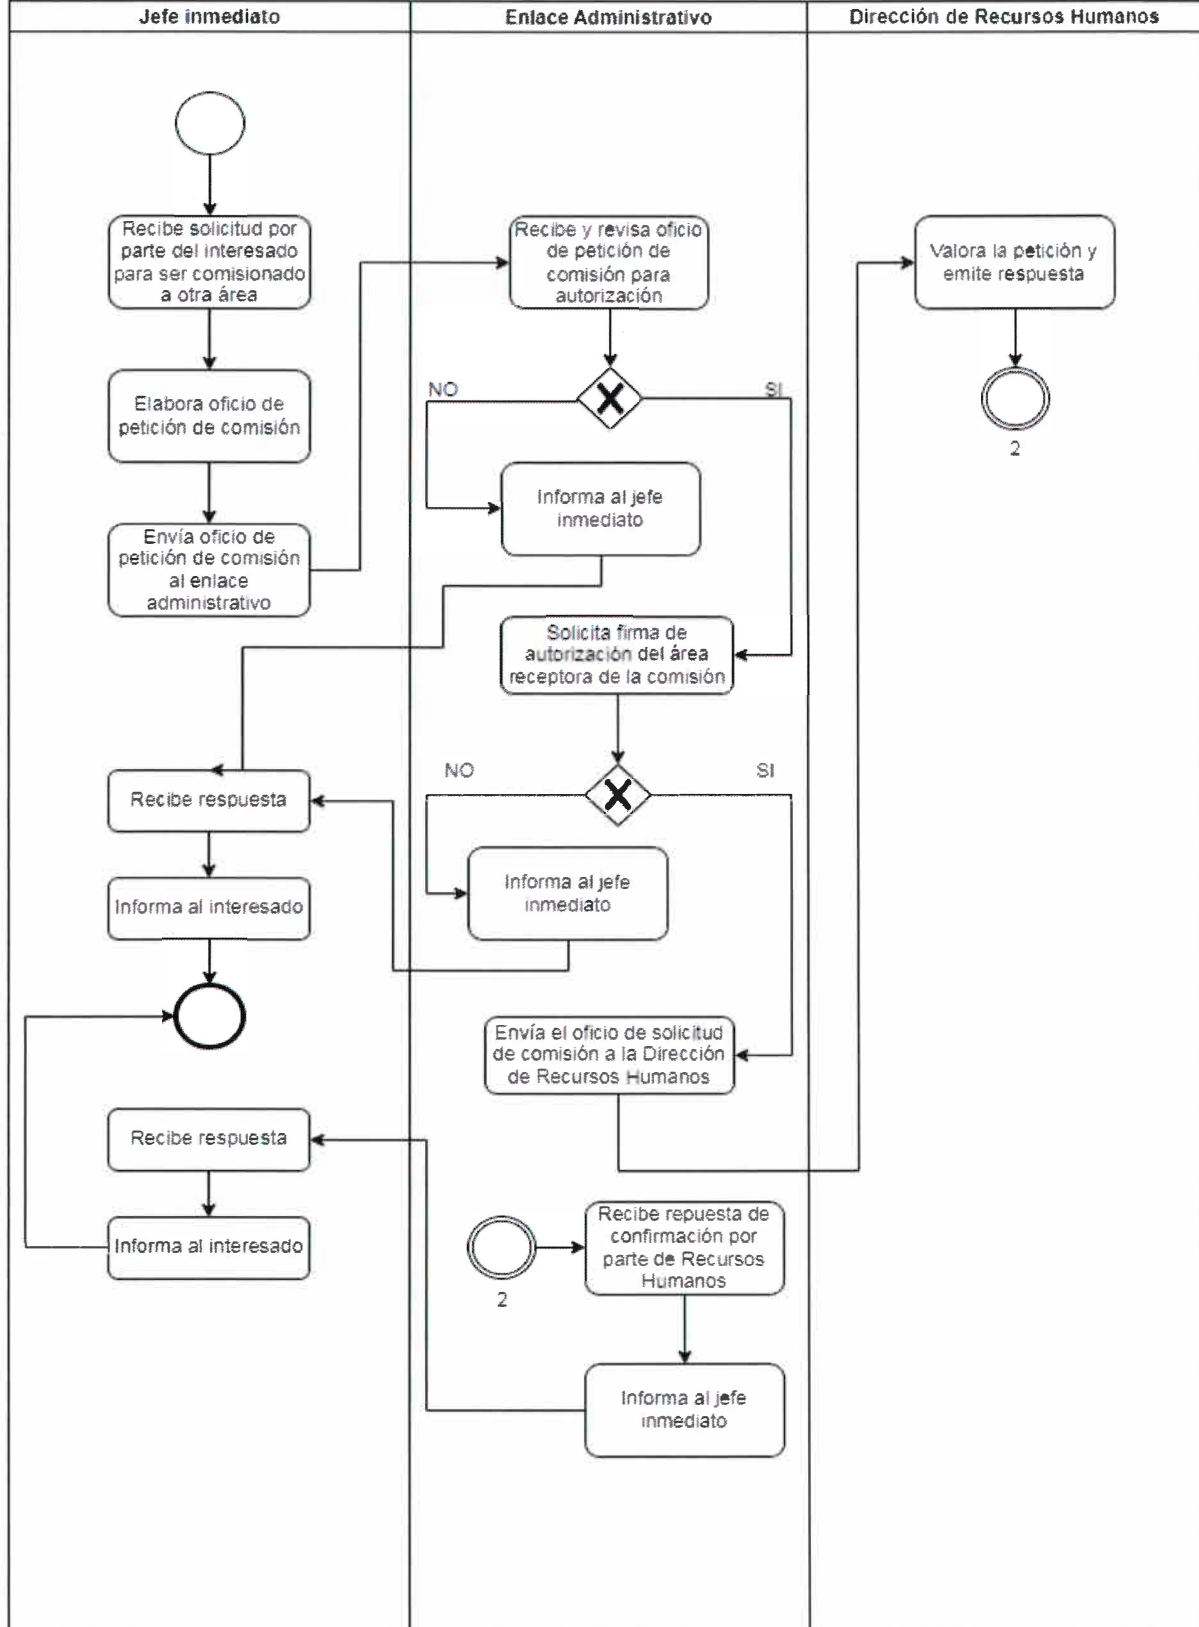 Jefe inmediato
Enlace Administrativo
Dirección de Recursos Humanos
Recibe solicitud por
parte del interesado
para ser comisionado
a otra área
Elabora oficio de
petición de comisión
Envía oficio de
petición de comisión
al enlace
administrativo
Recibe y revisa oficio
de petición de
comisión para
autorización
Valora la petición y
emite respuesta
2
NO
SI
Informa al jefe
inmediato
Solicita firma de
autorización del área
receptora de la comisión
NO
SI
Recibe respuesta
Informa al interesado
Informa al jefe
inmediato
Envía el oficio de solicitud
de comisión a la Dirección
de Recursos Humanos
Recibe respuesta
Informa al interesado
2
Recibe repuesta de
confirmación por
parte de Recursos
Humanos
Informa al jefe
inmediato